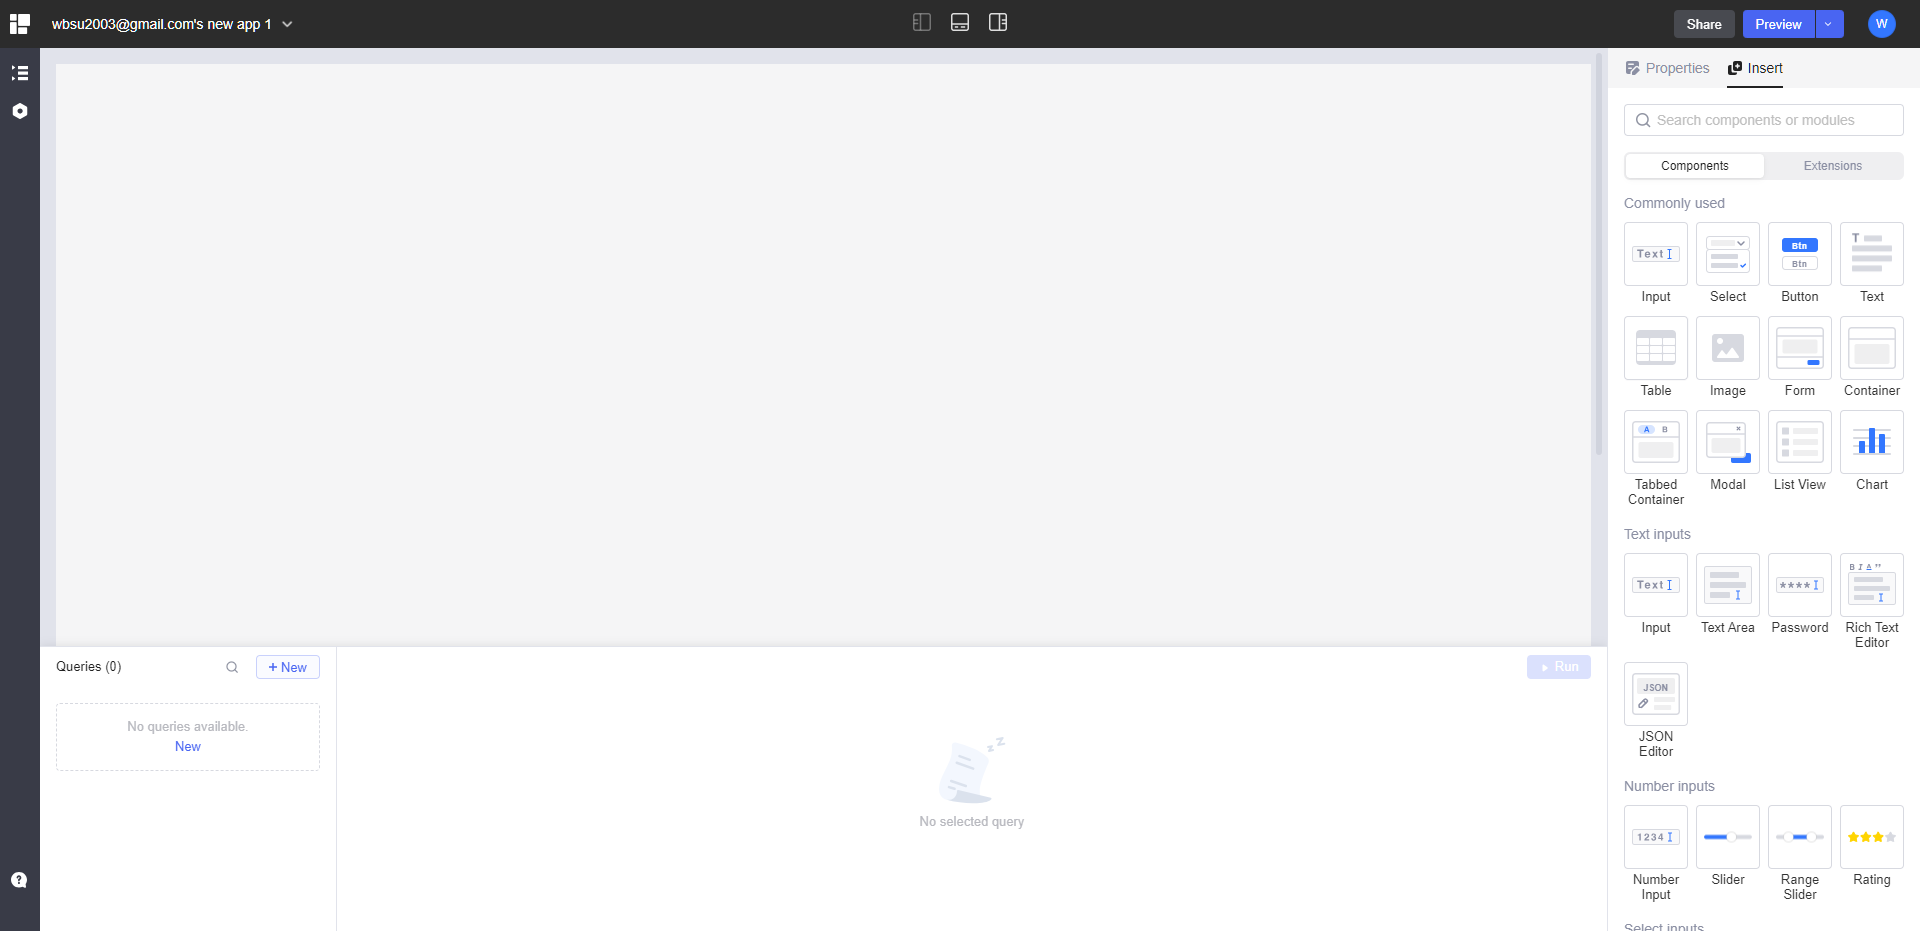 wbsu2003@gmail.com's new app 1
Share
Preview
W
Properties
Insert
Search components or modules
Components
Extensions
Commonly used
Text
Btn
Btn
T
Input
Select
Button
Text
Table
Image
Form
Container
A B
Tabbed
Container
Modal
List View
Chart
Text inputs
Text
****
B I A ”
Input
Text Area
Password
Rich Text
Editor
JSON
JSON
Editor
Number inputs
1234
Number
Input
Slider
Range
Slider
Rating
Select inputs
Queries (0)
+ New
Run
No queries available.
New
z z
No selected query
?